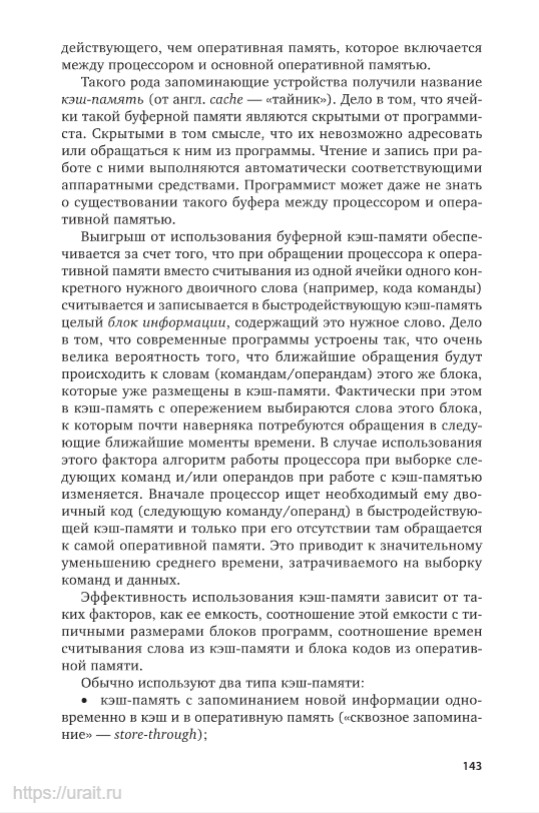 действующего, чем оперативная память, которое включается
между процессором и основной оперативной памятью.
Такого рода запоминающие устройства получили название
кэш-память (от англ. cache — «тайник»). Дело в том, что ячей-
ки такой буферной памяти являются скрытыми от программи-
ста. Скрытыми в том смысле, что их невозможно адресовать
или обращаться к ним из программы. Чтение и запись при ра-
боте с ними выполняются автоматически соответствующими
аппаратными средствами. Программист может даже не знать
о существовании такого буфера между процессором и опера-
тивной памятью.
Выигрыш от использования буферной кэш-памяти обеспе-
чивается за счет того, что при обращении процессора к опера-
тивной памяти вместо считывания из одной ячейки одного кон-
кретного нужного двоичного слова (например, кода команды)
считывается и записывается в быстродействующую кэш-память
целый блок информации, содержащий это нужное слово. Дело
в том, что современные программы устроены так, что очень
велика вероятность того, что ближайшие обращения будут
происходить к словам (командам/операндам) этого же блока,
которые уже размещены в кэш-памяти. Фактически при этом
в кэш-память с опережением выбираются слова этого блока,
к которым почти наверняка потребуются обращения в следу-
ющие ближайшие моменты времени. В случае использования
этого фактора алгоритм работы процессора при выборке сле-
дующих команд и/или операндов при работе с кэш-памятью
изменяется. Вначале процессор ищет необходимый ему дво-
ичный код (следующую команду/операнд) в быстродействую-
щей кэш-памяти и только при его отсутствии там обращается
к самой оперативной памяти. Это приводит к значительному
уменьшению среднего времени, затрачиваемого на выборку
команд и данных.
Эффективность использования кэш-памяти зависит от та-
ких факторов, как ее емкость, соотношение этой емкости с ти-
пичными размерами блоков программ, соотношение времен
считывания слова из кэш-памяти и блока кодов из оператив-
ной памяти.
Обычно используют два типа кэш-памяти:
• кэш-память с запоминанием новой информации одно-
временно в кэш и в оперативную память («сквозное запомина-
ние» — store-through);
143
https://urait.ru